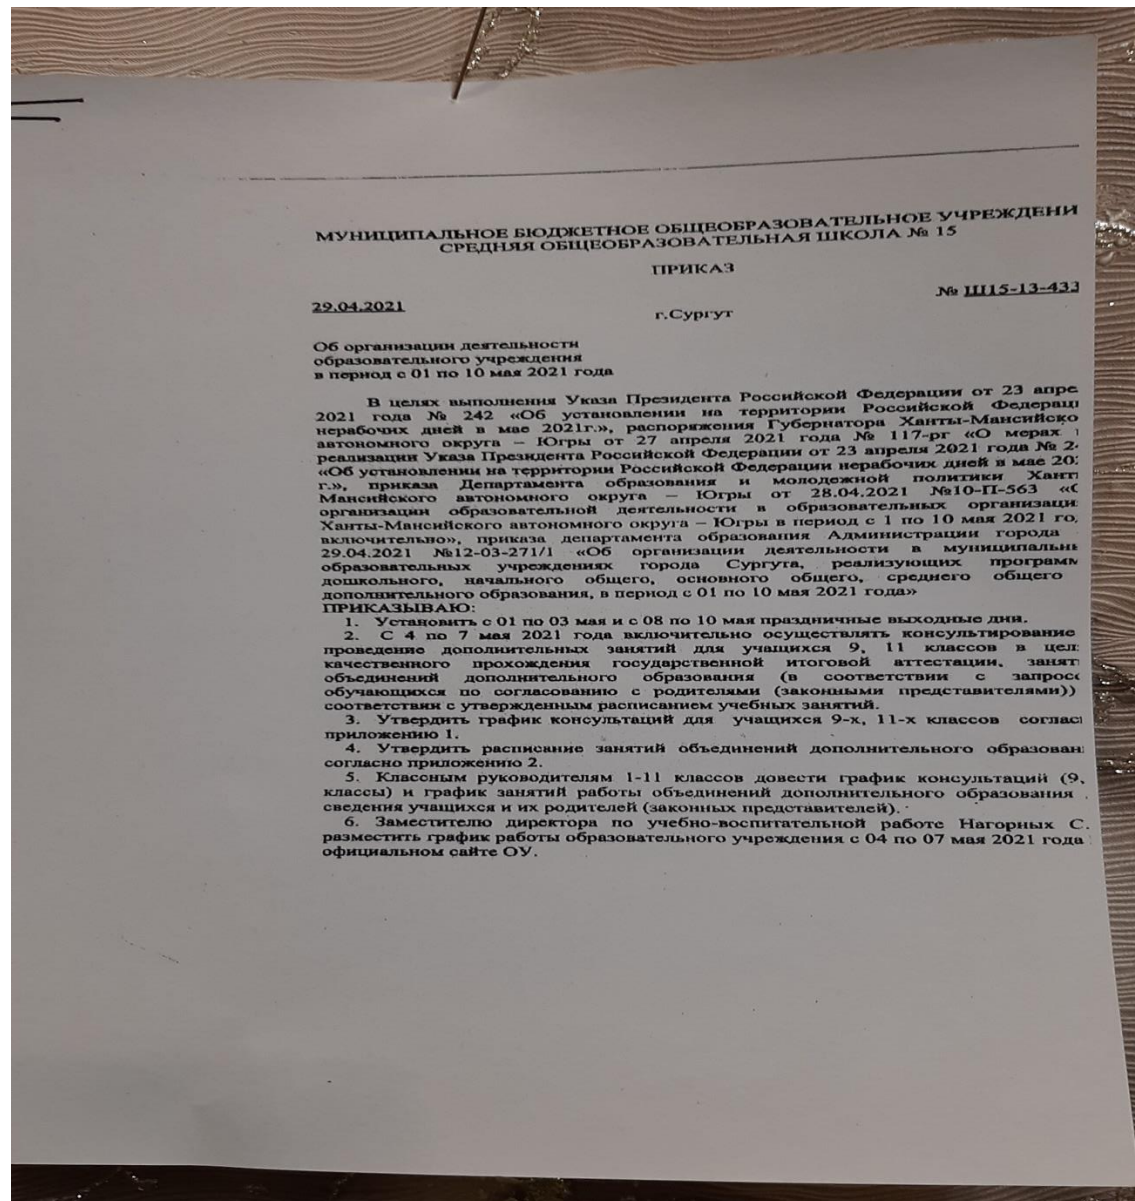 МУНИЦИПАЛЬНОЕ БЮДЖЕТНОЕ ОБЩЕОБРАЗОВАТЕЛЬНОЕ УЧРЕЖДЕНИ
СРЕДНЯЯ ОБЩЕОБРАЗОВАТЕЛЬНАЯ ШКОЛА № 15
ПРИКАЗ
29.04.2021
№ Ш15-13-433
г.Сургут
Об организации деятельности
образовательного учреждения
в период с 01 по 10 мая 2021 года
В целях выполнения Указа Президента Российской Федерации от 23 апре
2021 года № 242 «Об установлении на территории Российской Федераци
нерабочих дней в мае 2021г.», распоряжения Губернатора Ханты-Мансийско
автономного округа – Югры от 27 апреля 2021 года № 117-рг «О мерах
реализации Указа Президента Российской Федерации от 23 апреля 2021 года № 2
«Об установлении на территории Российской Федерации нерабочих дней в мае 20
г.», приказа Департамента образования и молодежной политики Ханты
Мансийского автономного округа – Югры от 28.04.2021 №10-П-563 «О
организации образовательной деятельности в образовательных организаци
Ханты-Мансийского автономного округа – Югры в период с 1 по 10 мая 2021 го
включительно», приказа департамента образования Администрации города
29.04.2021 №12-03-271/1 «Об организации деятельности в муниципальны
образовательных учреждениях города Сургута, реализующих программ
дошкольного, начального общего, основного общего, среднего общего
дополнительного образования, в период с 01 по 10 мая 2021 года»
ПРИКАЗЫВАЮ:
1. Установить с 01 по 03 мая и с 08 по 10 мая праздничные выходные дни.
2. С 4 по 7 мая 2021 года включительно осуществлять консультирование
проведение дополнительных занятий для учащихся 9, 11 классов в цел
качественного прохождения государственной итоговой аттестации, занят
объединений дополнительного образования (в соответствии с запрос
обучающихся по согласованию с родителями (законными представителями))
соответствии с утвержденным расписанием учебных занятий.
3. Утвердить график консультаций для учащихся 9-х, 11-х классов соглас
приложению 1.
4. Утвердить расписание занятий объединений дополнительного образован
согласно приложению 2.
5. Классным руководителям 1-11 классов довести график консультаций (9,
классы) и график занятий работы объединений дополнительного образования
сведения учащихся и их родителей (законных представителей).
6. Заместителю директора по учебно-воспитательной работе Нагорных С.
разместить график работы образовательного учреждения с 04 по 07 мая 2021 года
официальном сайте ОУ.